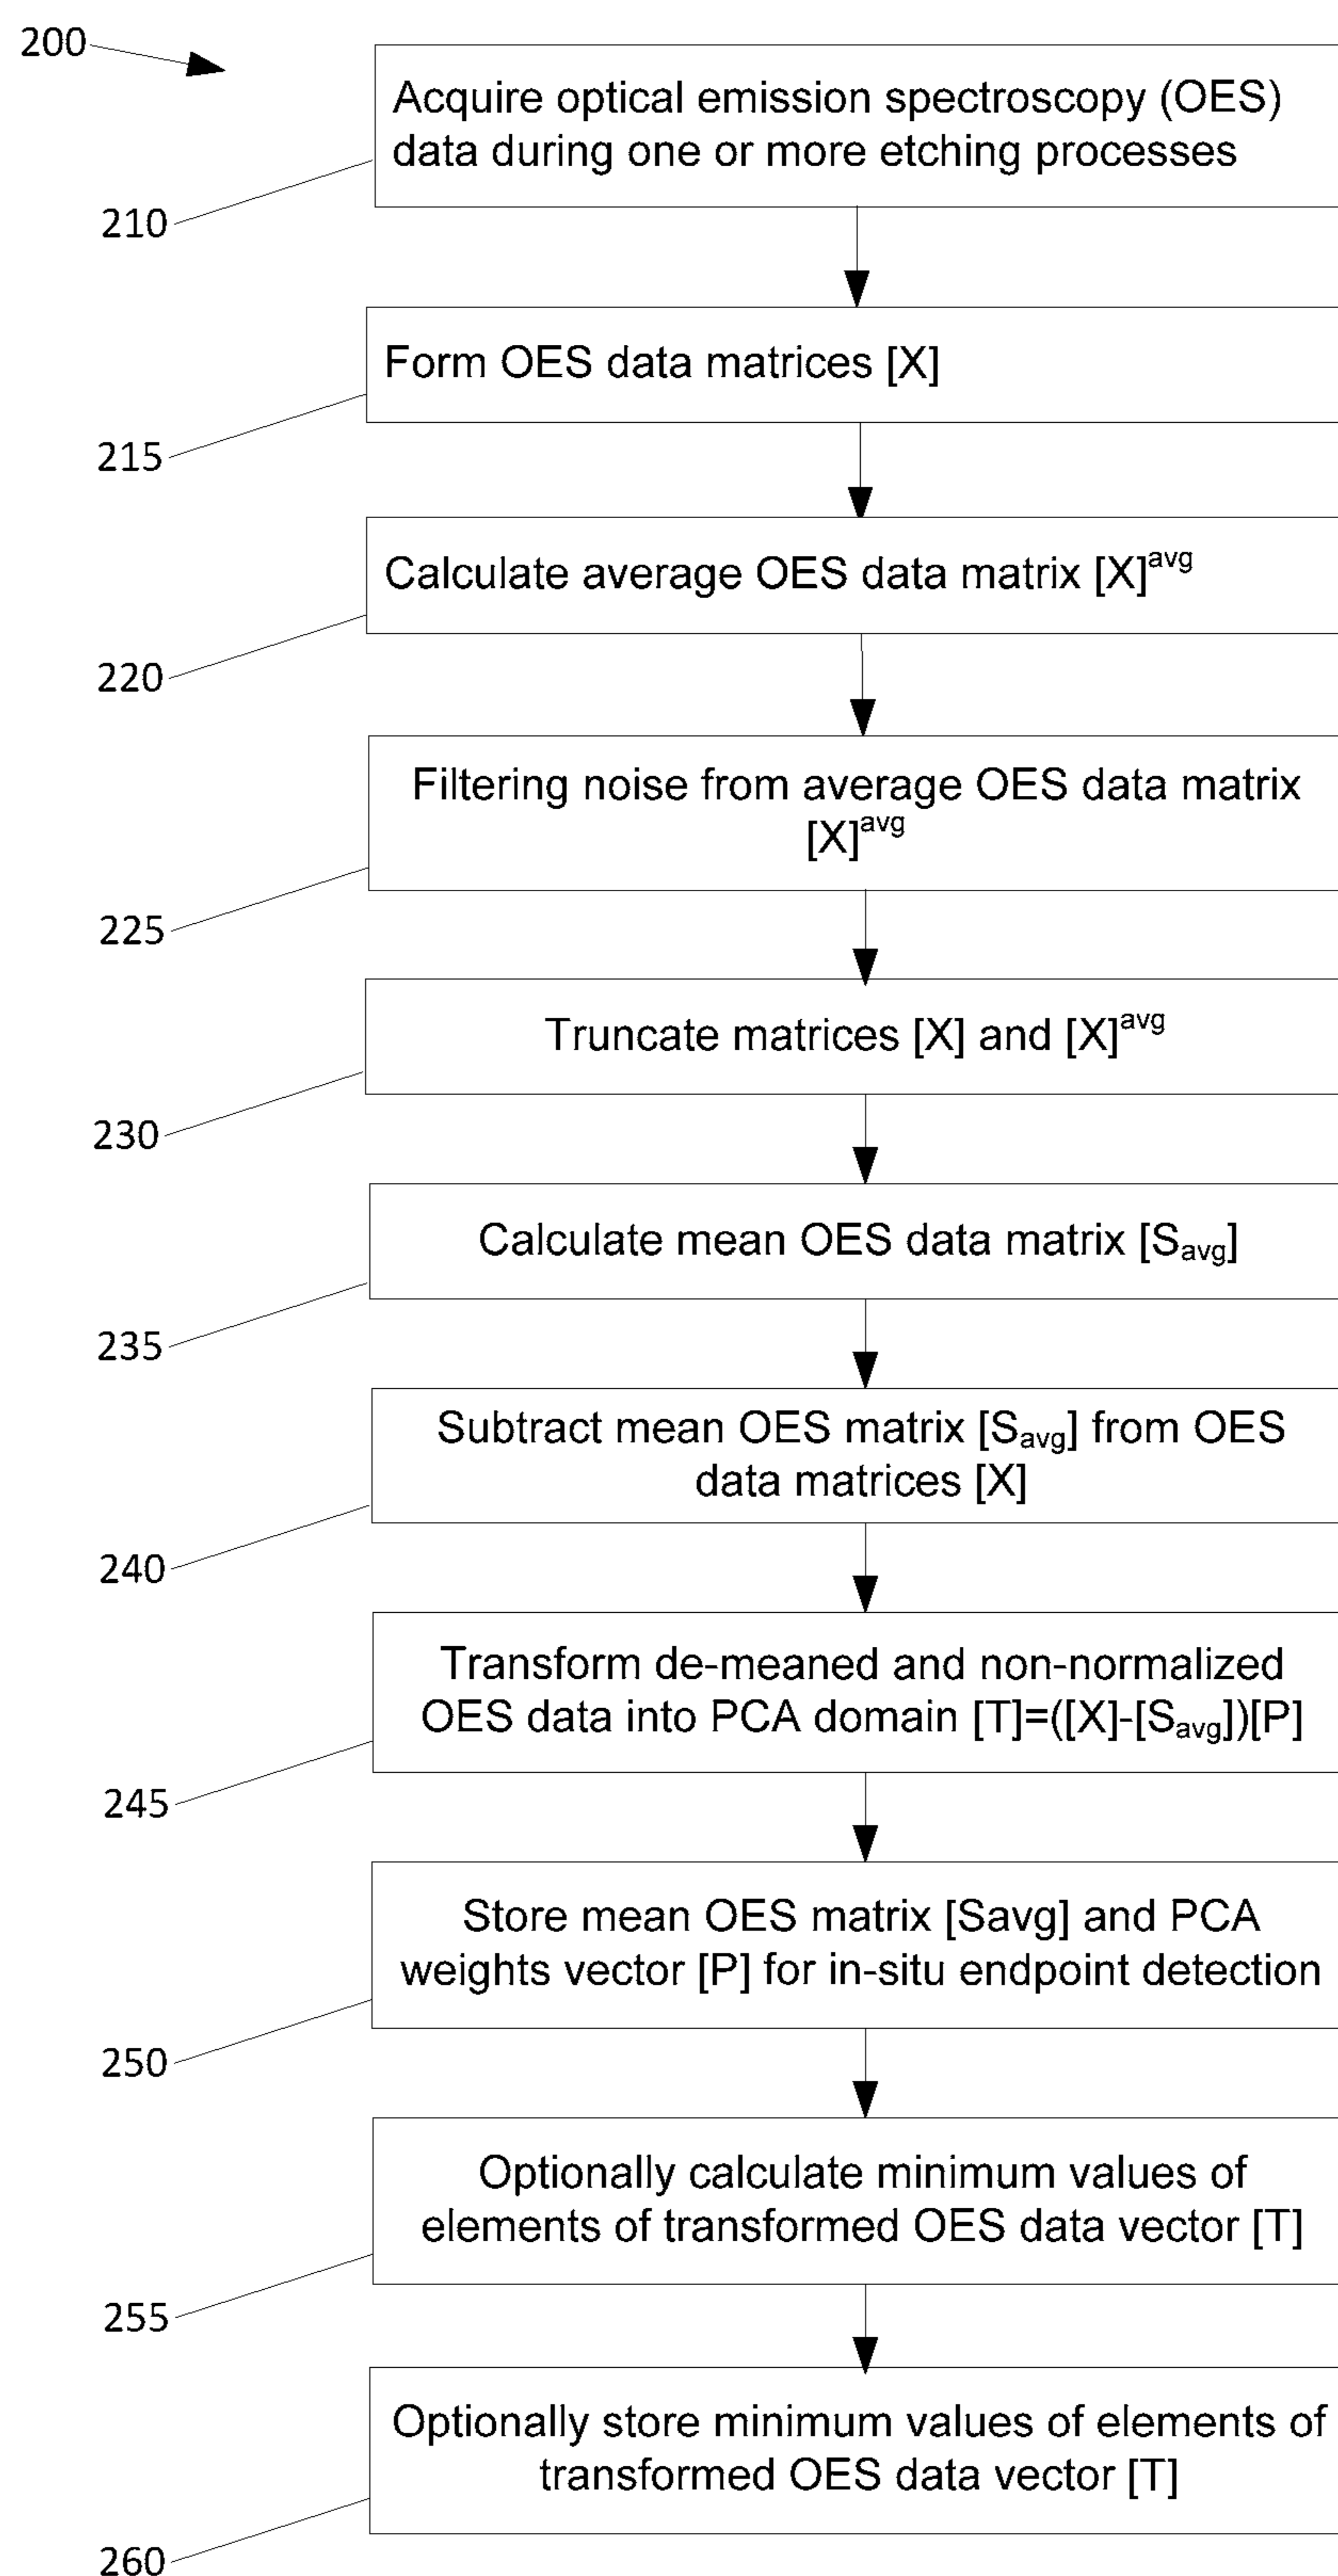 200
Acquire optical emission spectroscopy (OES)
data during one or more etching processes
210
Form OES data matrices [X]
215
Calculate average OES data matrix [X]^avg
220
Filtering noise from average OES data matrix
[X]^avg
225
Truncate matrices [X] and [X]^avg
230
Calculate mean OES data matrix [S_avg]
235
Subtract mean OES matrix [S_avg] from OES
data matrices [X]
240
Transform de-meaned and non-normalized
OES data into PCA domain [T]=([X]-[S_avg])[P]
245
Store mean OES matrix [Savg] and PCA
weights vector [P] for in-situ endpoint detection
250
Optionally calculate minimum values of
elements of transformed OES data vector [T]
255
Optionally store minimum values of elements of
transformed OES data vector [T]
260